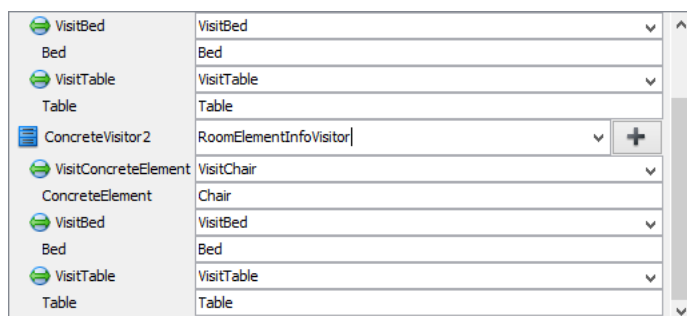 VisitBed VisitBed
Bed Bed
VisitTable VisitTable
Table Table
ConcreteVisitor2 RoomElementInfoVisitor
VisitConcreteElement VisitChair
ConcreteElement Chair
VisitBed VisitBed
Bed Bed
VisitTable VisitTable
Table Table